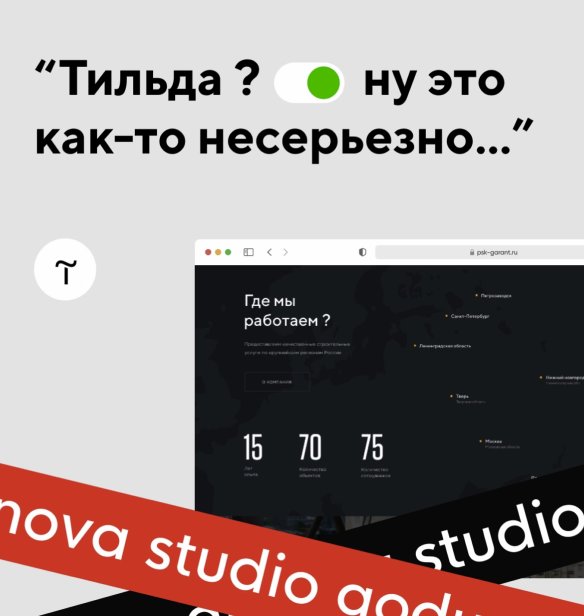 “Тильда ? ну это
как-то несерьезно...”
psk-garant.ru
Где мы
работаем ?
Предоставляем качественные строительные
услуги по крупнейшим регионам России
о компании
Петрозаводск
Санкт-Петербург
Ленинградская область
Нижний новгород
Тверь
Москва
15
70
75
Лет
опыта
Количество
объектов
Количество
сотрудников
nova studio godu
studio